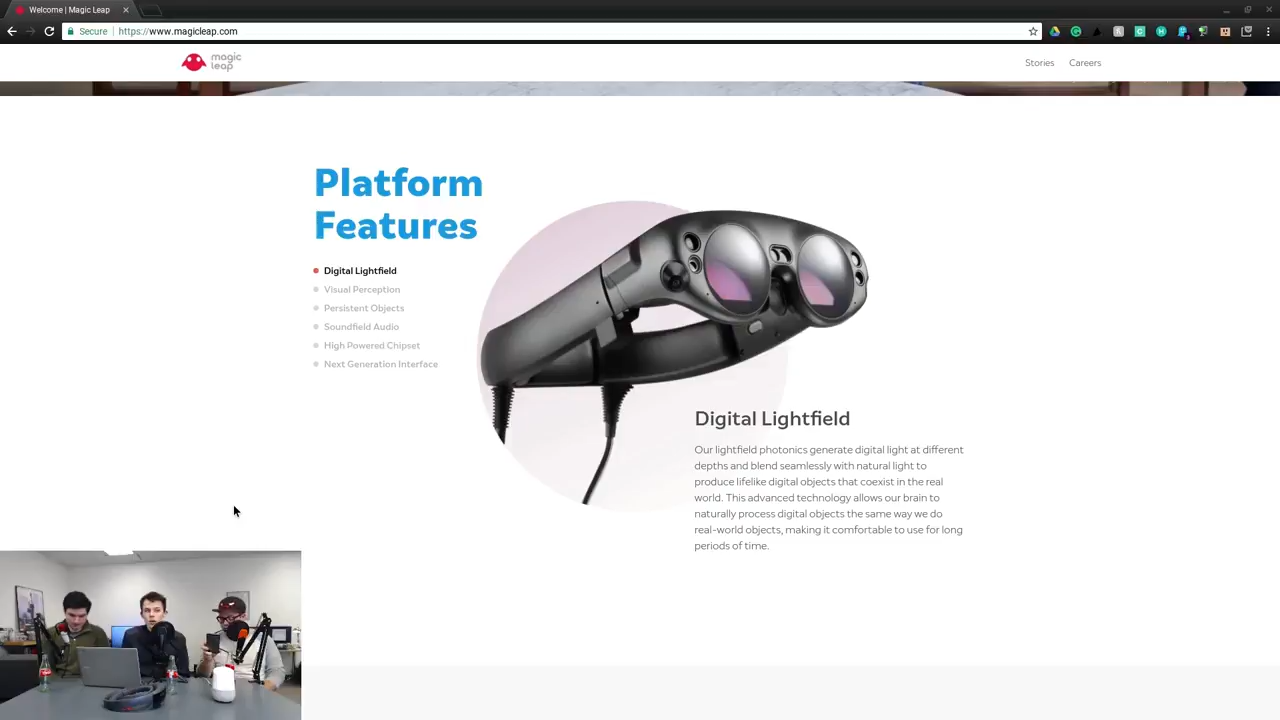 Welcome | Magic Leap
Secure
https://www.magicleap.com
magic
leap
Stories
Careers
Platform
Features
Digital Lightfield
Visual Perception
Persistent Objects
Soundfield Audio
High Powered Chipset
Next Generation Interface
Digital Lightfield
Our lightfield photonics generate digital light at different
depths and blend seamlessly with natural light to
produce lifelike digital objects that coexist in the real
world. This advanced technology allows our brain to
naturally process digital objects the same way we do
real-world objects, making it comfortable to use for long
periods of time.